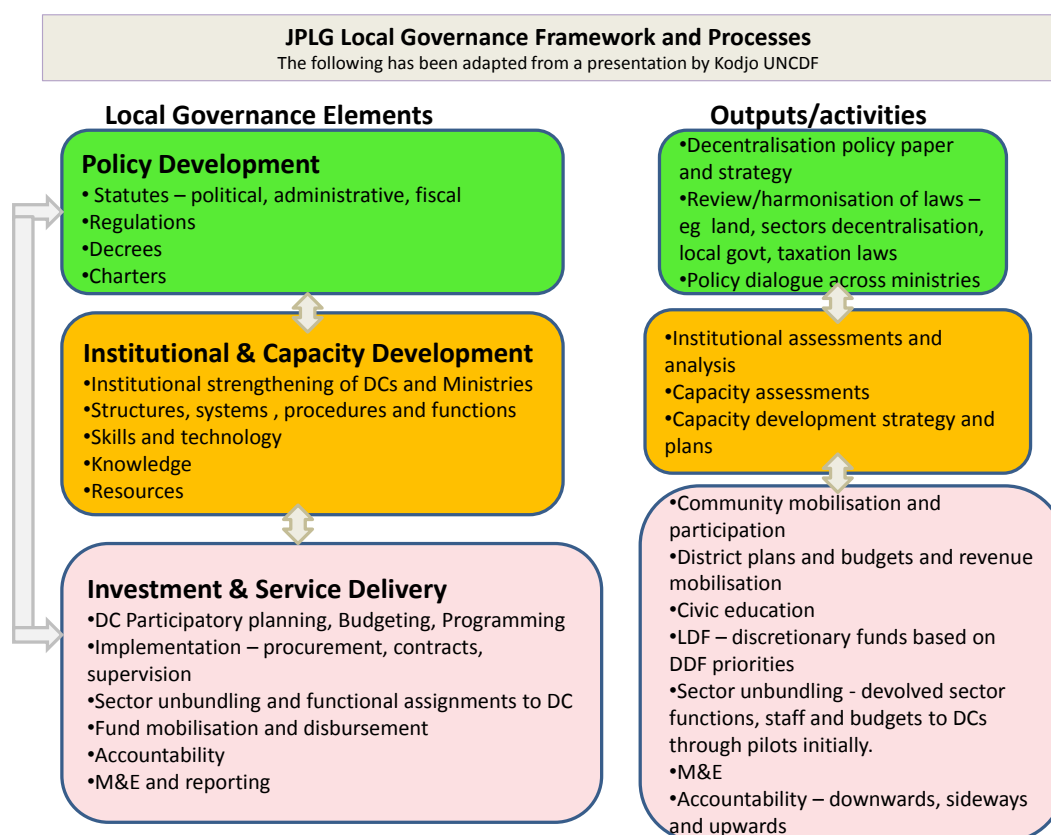 JPLG Local Governance Framework and Processes
The following has been adapted from a presentation by Kodjo UNCDF
Local Governance Elements
Policy Development
• Statutes – political, administrative, fiscal
•Regulations
•Decrees
•Charters
Institutional & Capacity Development
•Institutional strengthening of DCs and Ministries
•Structures, systems , procedures and functions
•Skills and technology
•Knowledge
•Resources
Investment & Service Delivery
•DC Participatory planning, Budgeting, Programming
•Implementation – procurement, contracts,
supervision
•Sector unbundling and functional assignments to DC
•Fund mobilisation and disbursement
•Accountability
•M&E and reporting
Outputs/activities
•Decentralisation policy paper
and strategy
•Review/harmonisation of laws –
eg land, sectors decentralisation,
local govt, taxation laws
•Policy dialogue across ministries
•Institutional assessments and
analysis
•Capacity assessments
•Capacity development strategy and
plans
•Community mobilisation and
participation
•District plans and budgets and revenue
mobilisation
•Civic education
•LDF – discretionary funds based on
DDF priorities
•Sector unbundling - devolved sector
functions, staff and budgets to DCs
through pilots initially.
•M&E
•Accountability – downwards, sideways
and upwards